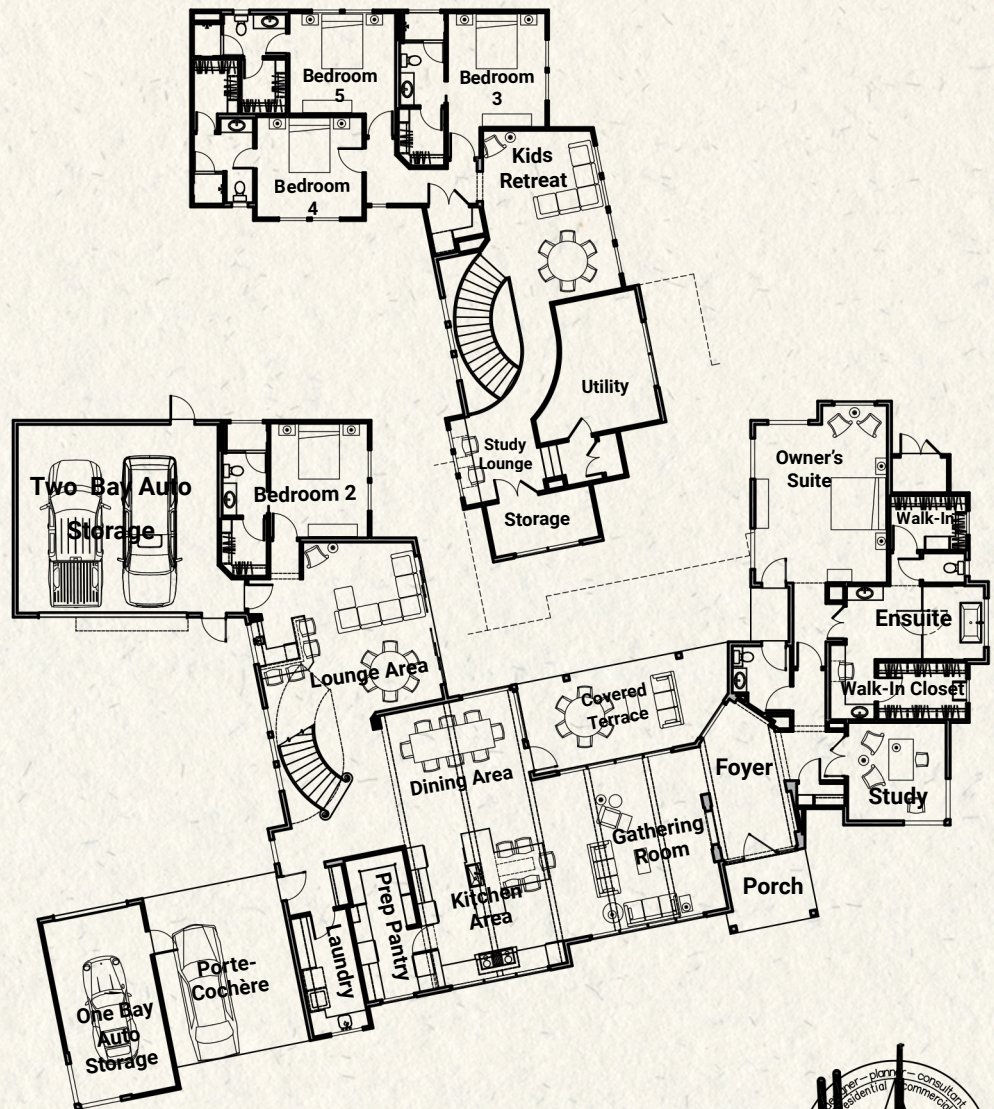 Bedroom
5
Bedroom
3
Bedroom
4
Kids
Retreat
Utility
Study
Lounge
Storage
Owner's
Suite
Walk-In
Ensuite
Walk-In Closet
Study
Two Bay Auto
Storage
Bedroom 2
Lounge Area
Covered
Terrace
Dining Area
Foyer
Gathering
Room
Porch
Kitchen
Area
Prep Pantry
Laundry
Porte-
Cochère
One Bay
Auto
Storage
planner — consultant